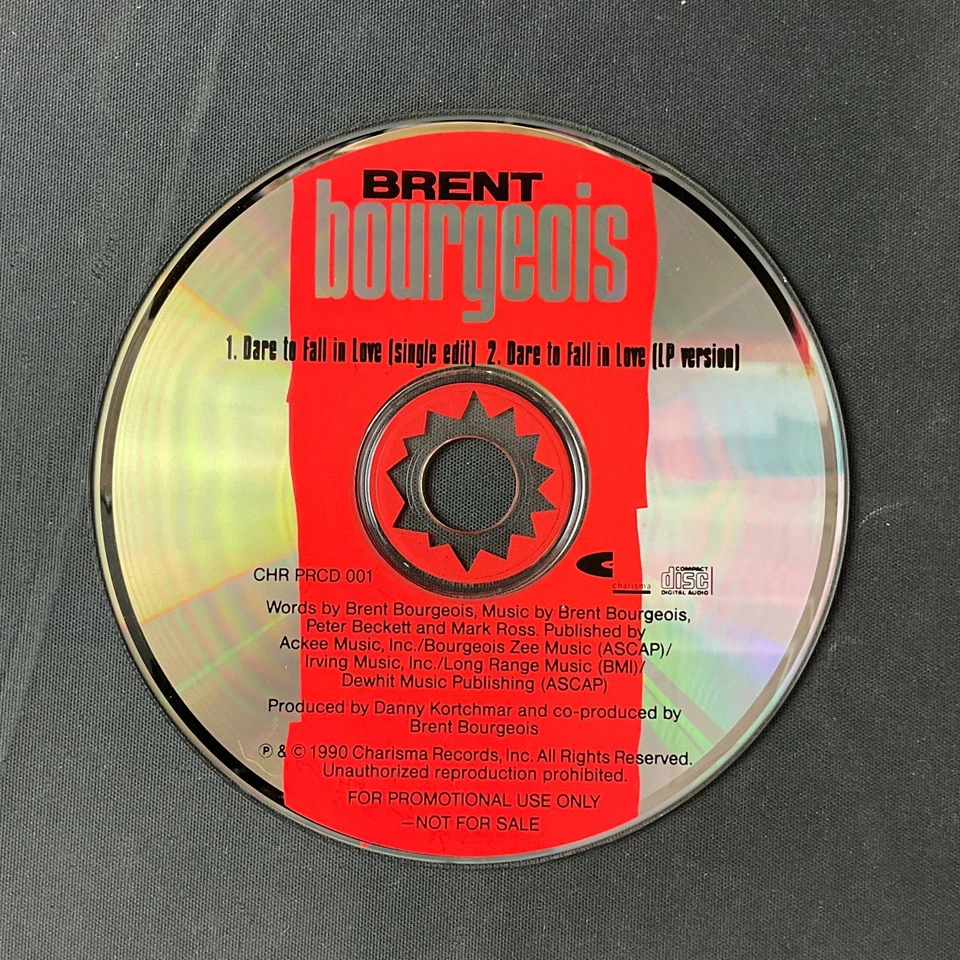 BRENT
bourgeois
1. Dare to Fall in Love (single edit) 2. Dare to Fall in Love (LP version)
CHR PRCD 001
charisma
COMPACT
disc
DIGITAL AUDIO
Words by Brent Bourgeois, Music by Brent Bourgeois,
Peter Beckett and Mark Ross. Published by
Ackee Music, Inc./Bourgeois Zee Music (ASCAP)/
Irving Music, Inc./Long Range Music (BMI)/
Dewhit Music Publishing (ASCAP)
Produced by Danny Kortchmar and co-produced by
Brent Bourgeois
℗ & © 1990 Charisma Records, Inc. All Rights Reserved.
Unauthorized reproduction prohibited.
FOR PROMOTIONAL USE ONLY
—NOT FOR SALE